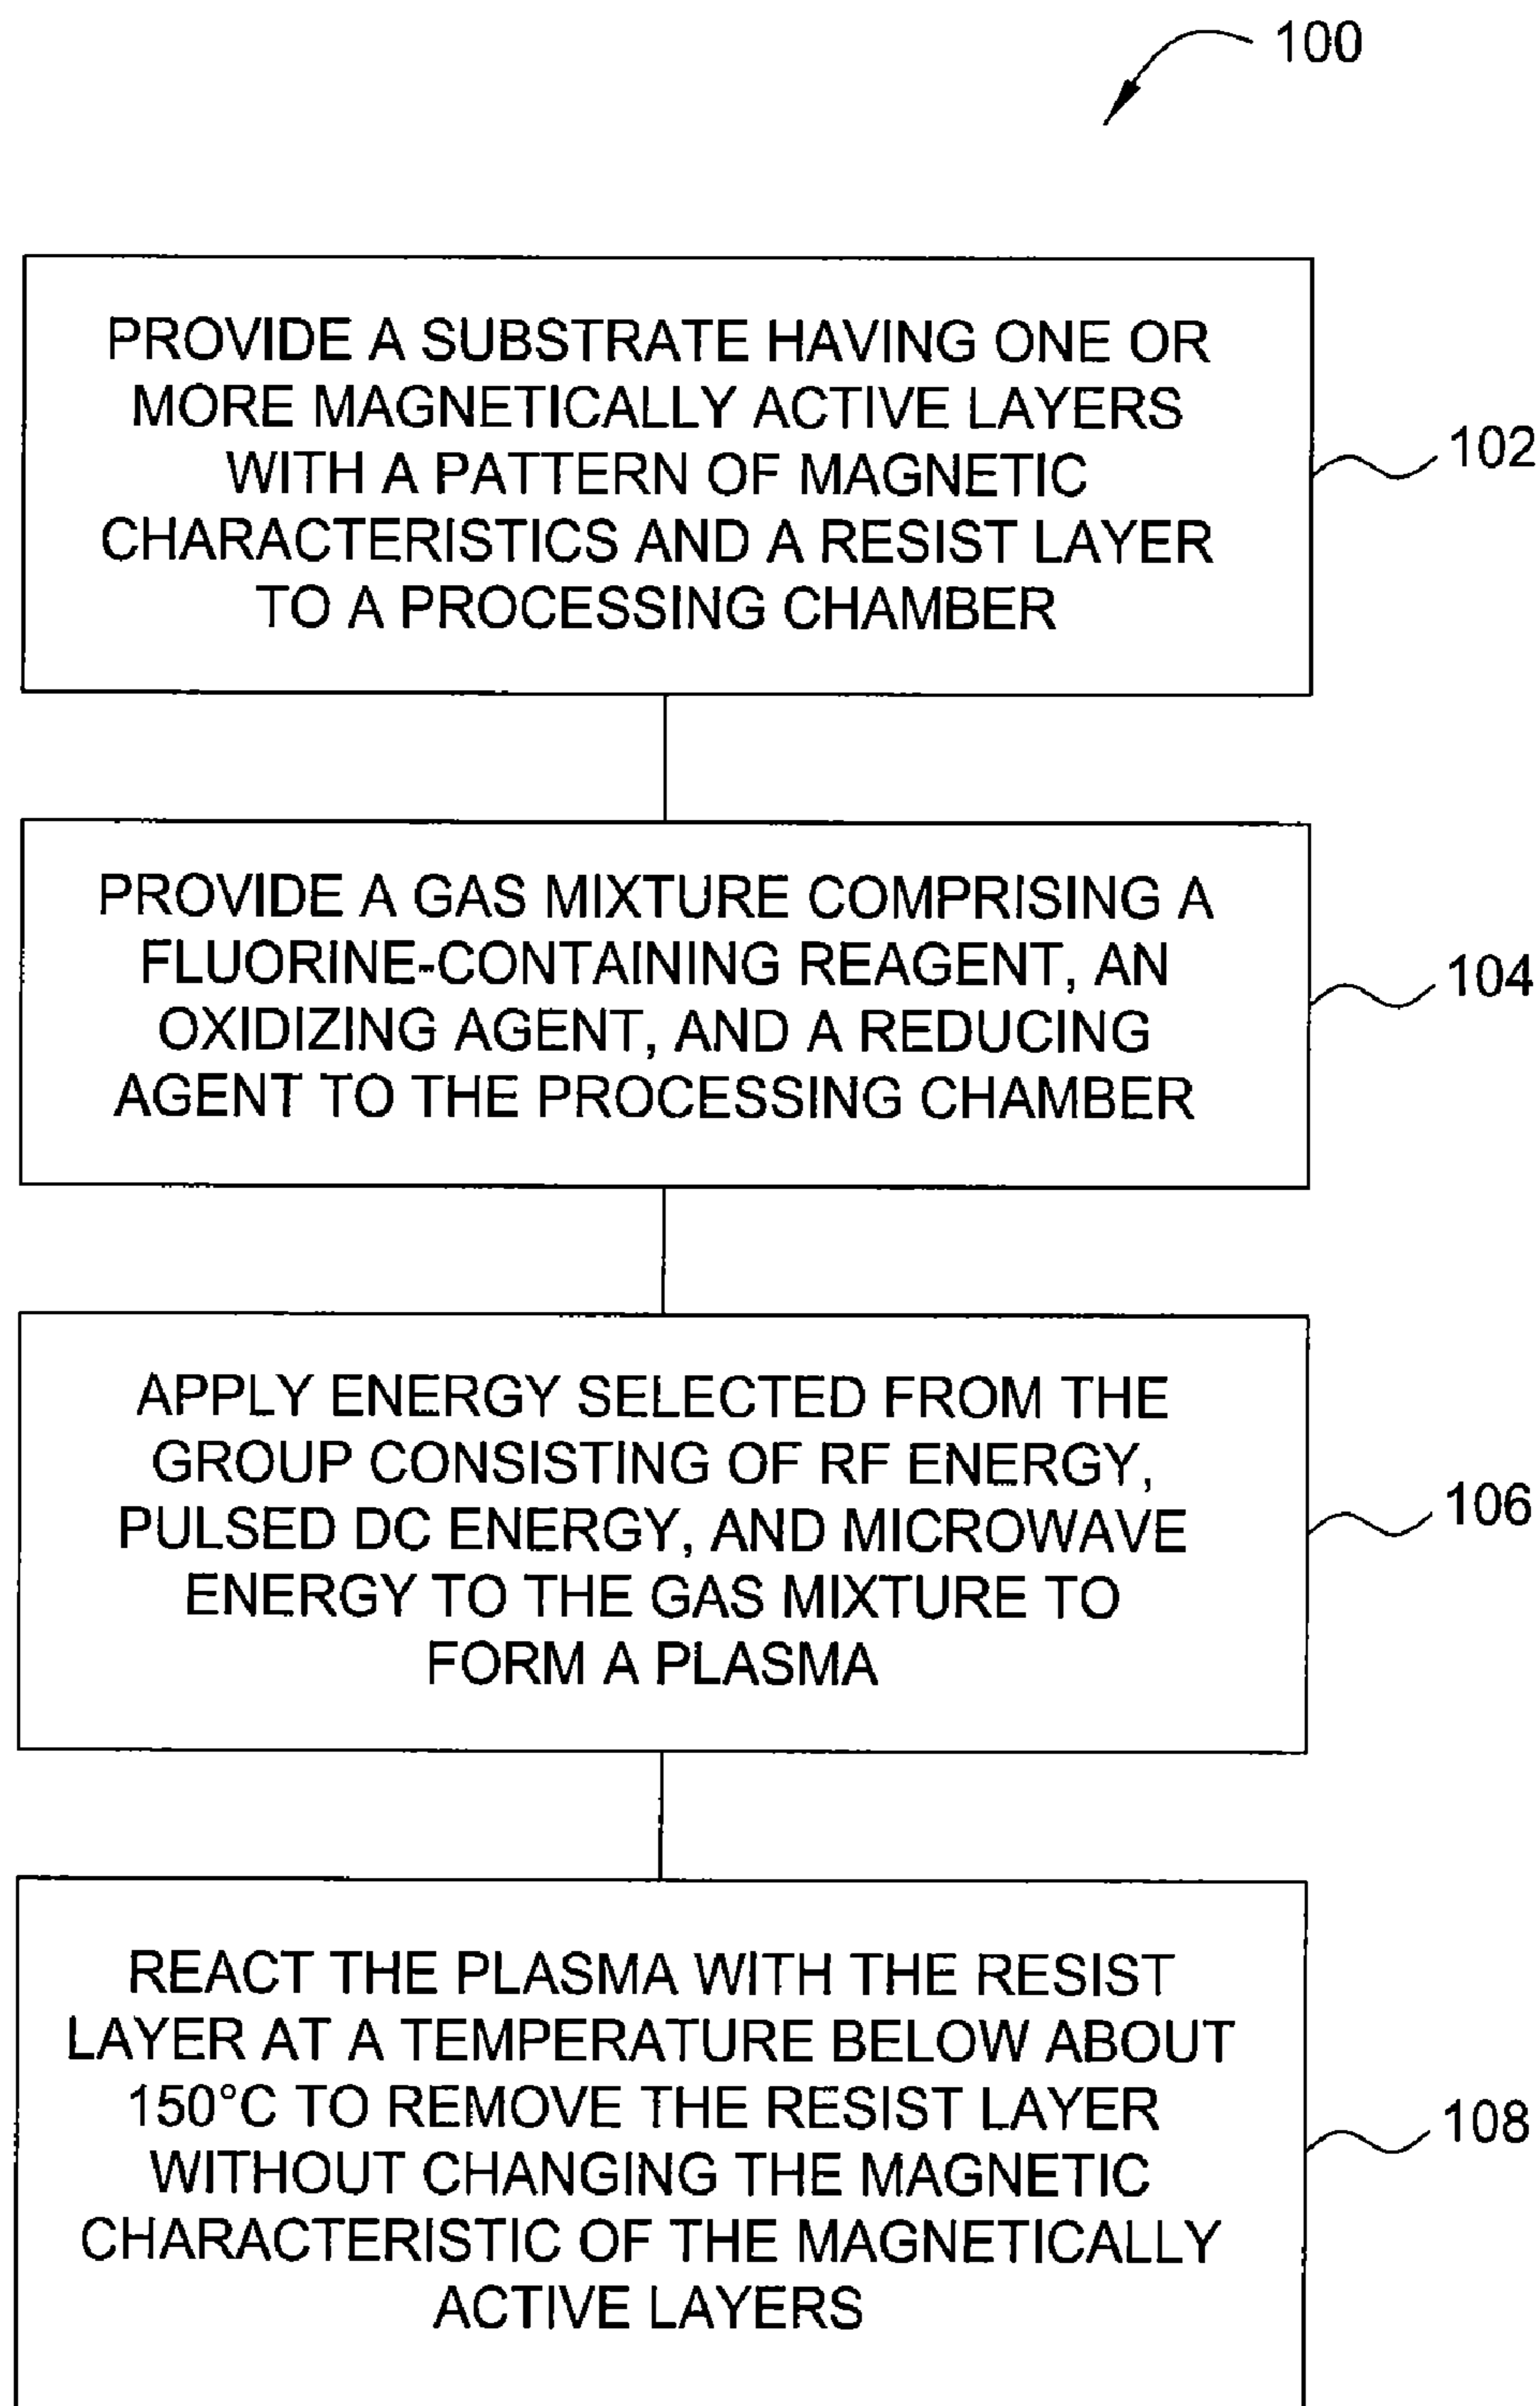 100
PROVIDE A SUBSTRATE HAVING ONE OR
MORE MAGNETICALLY ACTIVE LAYERS
WITH A PATTERN OF MAGNETIC
CHARACTERISTICS AND A RESIST LAYER
TO A PROCESSING CHAMBER
102
PROVIDE A GAS MIXTURE COMPRISING A
FLUORINE-CONTAINING REAGENT, AN
OXIDIZING AGENT, AND A REDUCING
AGENT TO THE PROCESSING CHAMBER
104
APPLY ENERGY SELECTED FROM THE
GROUP CONSISTING OF RF ENERGY,
PULSED DC ENERGY, AND MICROWAVE
ENERGY TO THE GAS MIXTURE TO
FORM A PLASMA
106
REACT THE PLASMA WITH THE RESIST
LAYER AT A TEMPERATURE BELOW ABOUT
150°C TO REMOVE THE RESIST LAYER
WITHOUT CHANGING THE MAGNETIC
CHARACTERISTIC OF THE MAGNETICALLY
ACTIVE LAYERS
108